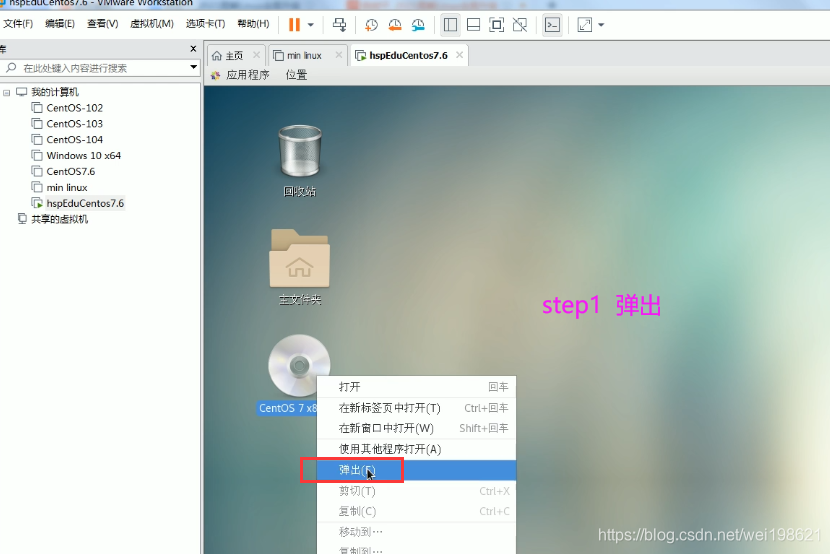 hspEduCentos7.6 - VMware Workstation
文件(F) 编辑(E) 查看(V) 虚拟机(M) 选项卡(T) 帮助(H)
库
在此处键入内容进行搜索
我的计算机
CentOS-102
CentOS-103
CentOS-104
Windows 10 x64
CentOS7.6
min linux
hspEduCentos7.6
共享的虚拟机
主页 min linux hspEduCentos7.6
应用程序 位置
回收站
主文件夹
step1 弹出
CentOS 7 x8
打开 回车
在新标签页中打开(T) Ctrl+回车
在新窗口中打开(W) Shift+回车
使用其他程序打开(A)
弹出(E)
剪切(T) Ctrl+X
复制(C) Ctrl+C
移动到…
复制到…
https://blog.csdn.net/wei198621